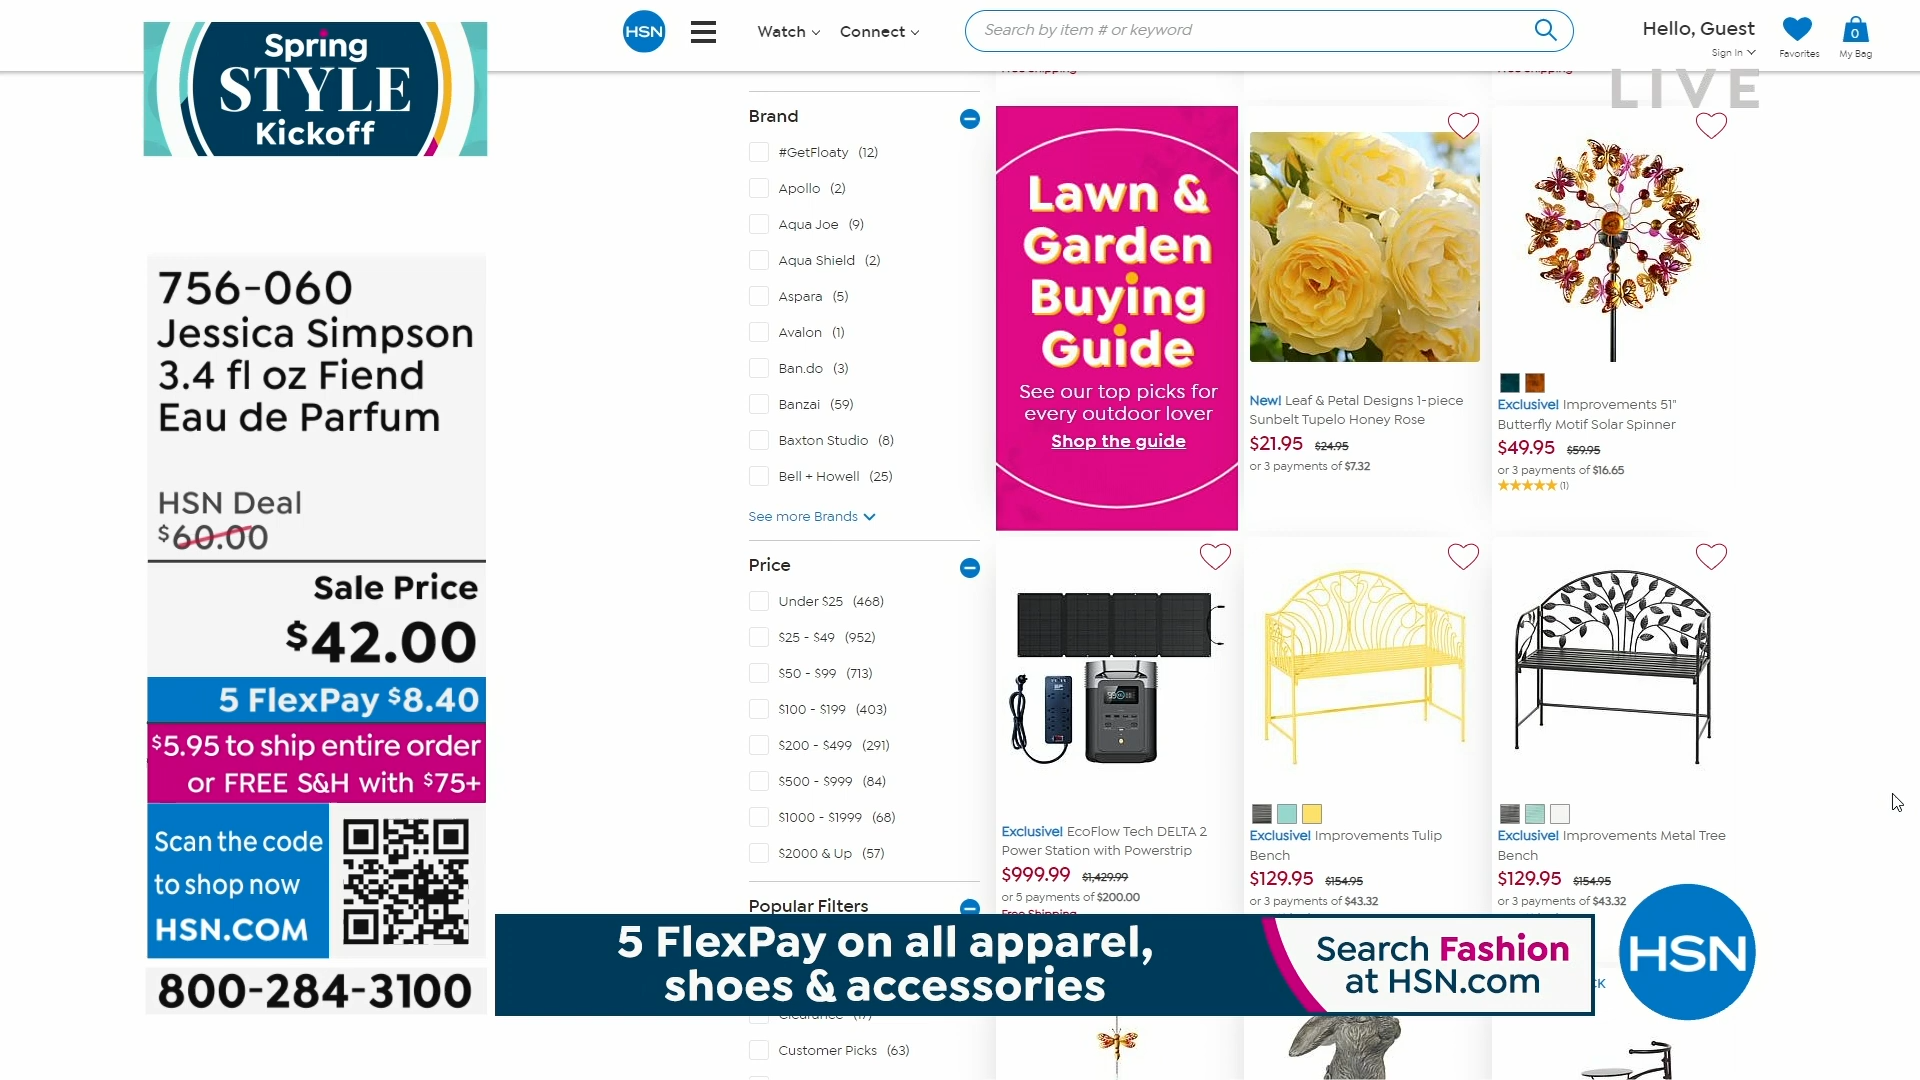 Spring
STYLE
Kickoff
756-060
Jessica Simpson
3.4 fl oz Fiend
Eau de Parfum
HSN Deal
$60.00
Sale Price
$42.00
5 FlexPay $8.40
$5.95 to ship entire order
or FREE S&H with $75+
Scan the code
to shop now
HSN.COM
800-284-3100
HSN
Watch
Connect
Search by item # or keyword
Hello, Guest
Sign In
Favorites
0
My Bag
LIVE
Brand
#GetFloaty (12)
Apollo (2)
Aqua Joe (9)
Aqua Shield (2)
Aspara (5)
Avalon (1)
Ban.do (3)
Banzai (59)
Baxton Studio (8)
Bell + Howell (25)
See more Brands
Price
Under $25 (468)
$25 - $49 (952)
$50 - $99 (713)
$100 - $199 (403)
$200 - $499 (291)
$500 - $999 (84)
$1000 - $1999 (68)
$2000 & Up (57)
Popular Filters
Customer Picks (63)
Lawn &
Garden
Buying
Guide
See our top picks for
every outdoor lover
Shop the guide
New! Leaf & Petal Designs 1-piece
Sunbelt Tupelo Honey Rose
$21.95 $24.95
or 3 payments of $7.32
Exclusive! Improvements 51"
Butterfly Motif Solar Spinner
$49.95 $59.95
or 3 payments of $16.65
(1)
Exclusive! EcoFlow Tech DELTA 2
Power Station with Powerstrip
$999.99 $1,429.99
or 5 payments of $200.00
Free Shipping
Exclusive! Improvements Tulip
Bench
$129.95 $154.95
or 3 payments of $43.32
Exclusive! Improvements Metal Tree
Bench
$129.95 $154.95
or 3 payments of $43.32
5 FlexPay on all apparel,
shoes & accessories
Search Fashion
at HSN.com
HSN